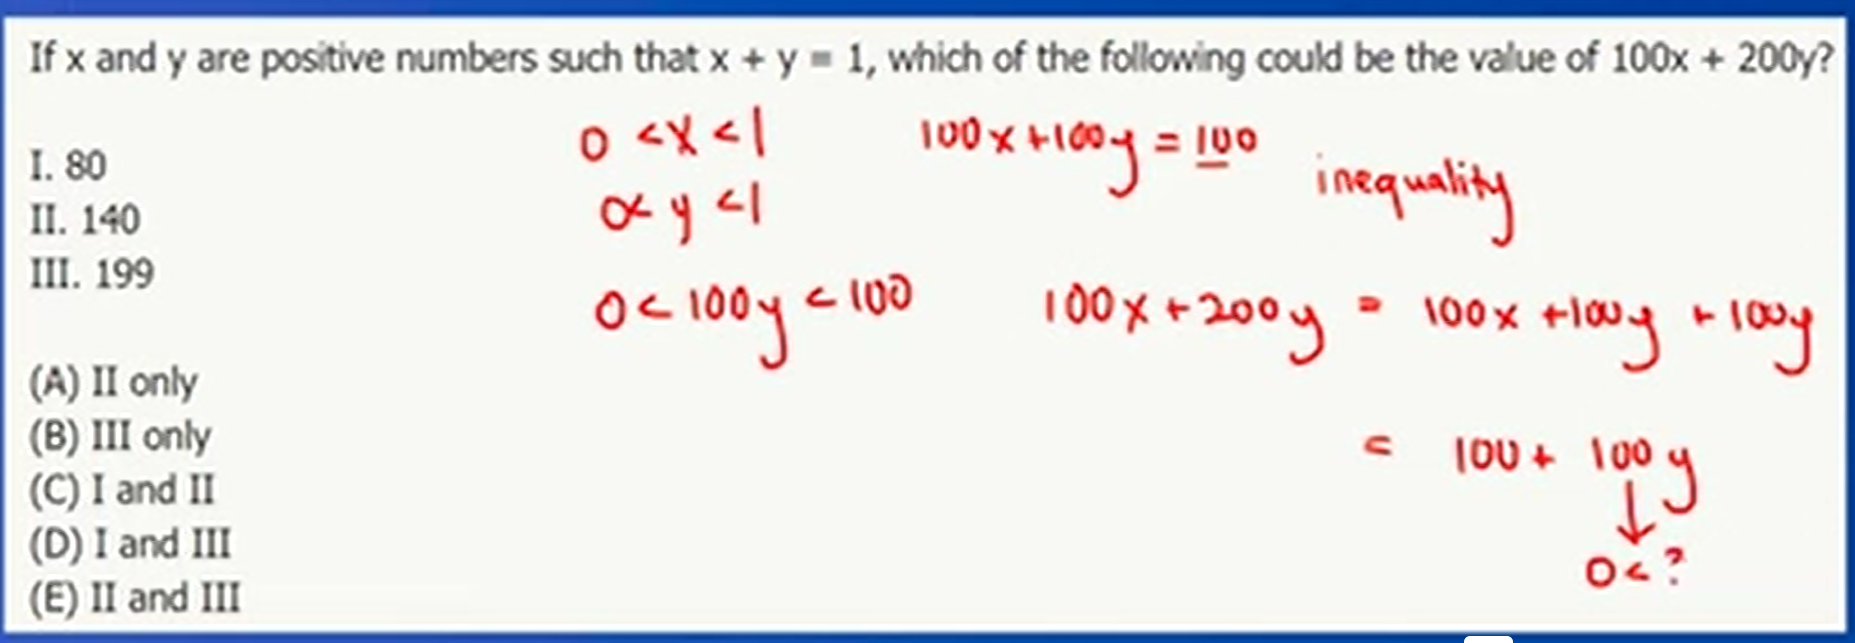 If x and y are positive numbers such that x + y = 1, which of the following could be the value of 100x + 200y?
0 < x < 1
100x + 100y = 100
inequality
I. 80
II. 140
0< y < 1
III. 199
0 < 100y < 100
100x + 200y = 100x + 100y + 100y
(A) II only
(B) III only
= 100 + 100y
(C) I and II
(D) I and III
0 < ?
(E) II and III